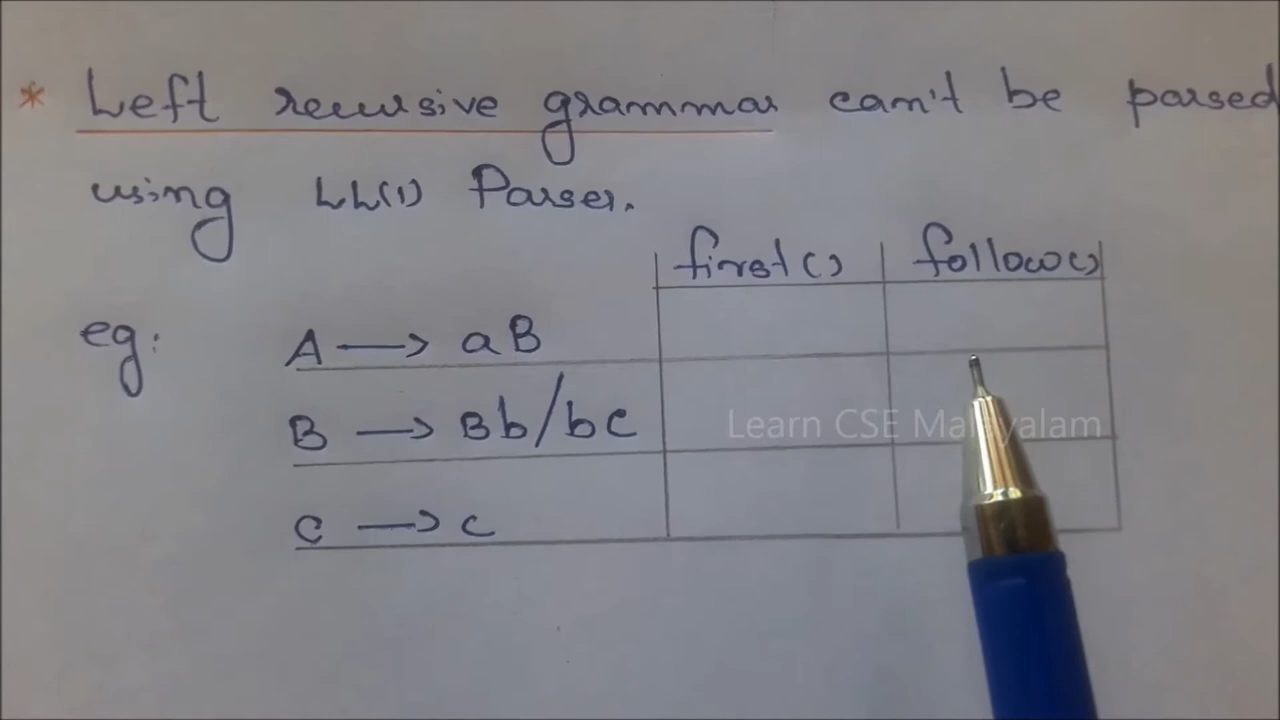 * Left recursive grammar can't be parsed
using LL(1) Parser.
first() follow()
eg: A → aB
B → Bb/bC
C → c
Learn CSE Malayalam